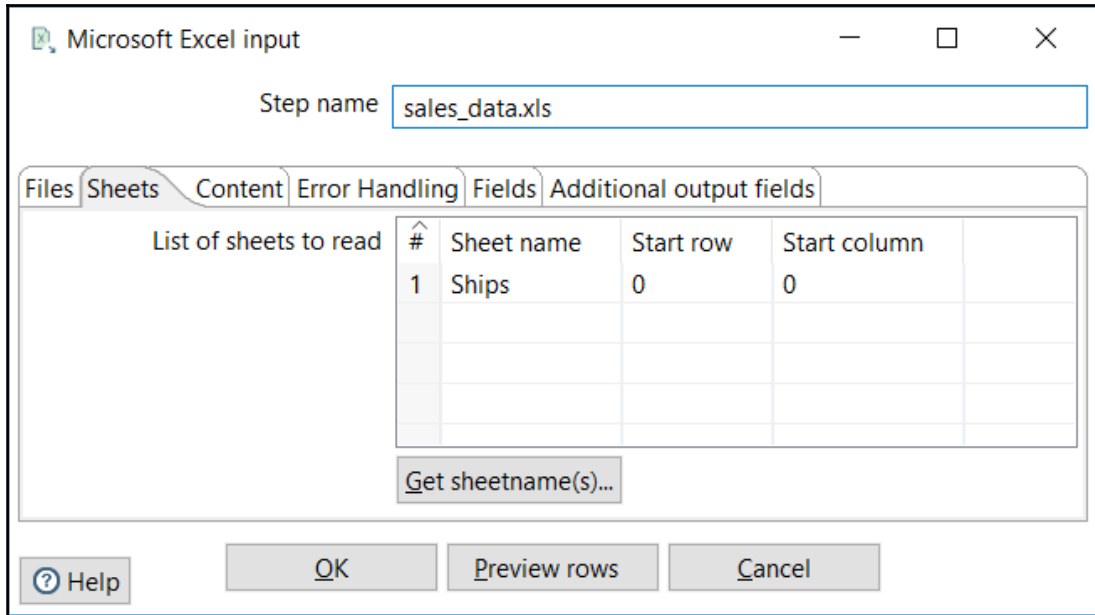 Microsoft Excel input
Step name sales_data.xls
Files Sheets Content Error Handling Fields Additional output fields
List of sheets to read # Sheet name Start row Start column
1 Ships 0 0
Get sheetname(s)...
OK Preview rows Cancel
Help